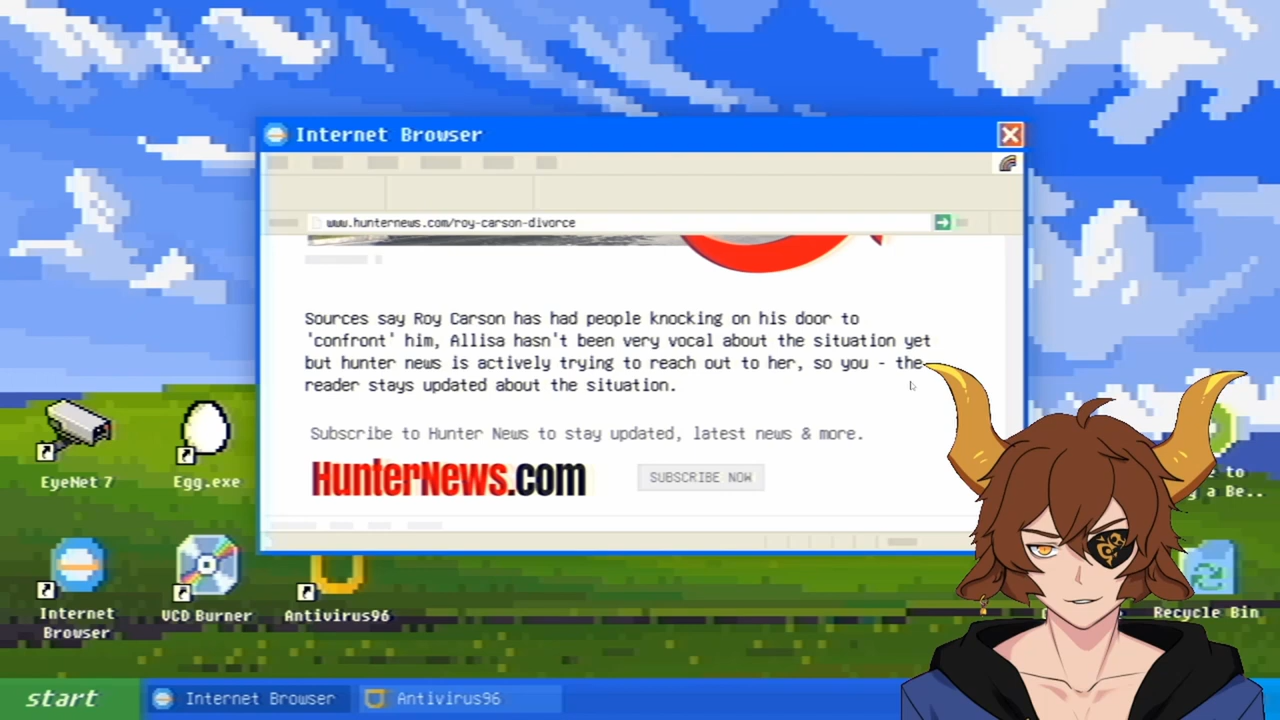 Internet Browser
www.hunternews.com/roy-carson-divorce
Sources say Roy Carson has had people knocking on his door to
'confront' him, Allisa hasn't been very vocal about the situation yet
but hunter news is actively trying to reach out to her, so you - the
reader stays updated about the situation.
Subscribe to Hunter News to stay updated, latest news & more.
HunterNews.com
SUBSCRIBE NOW
EyeNet 7
Egg.exe
Internet
Browser
VCD Burner
Antivirus96
a Be..
Recycle Bin
start
Internet Browser
Antivirus96